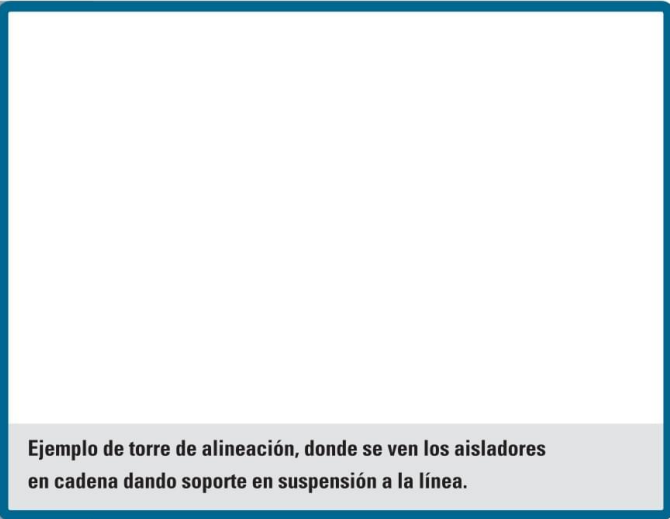 Ejemplo de torre de alineación, donde se ven los aisladores
en cadena dando soporte en suspensión a la línea.